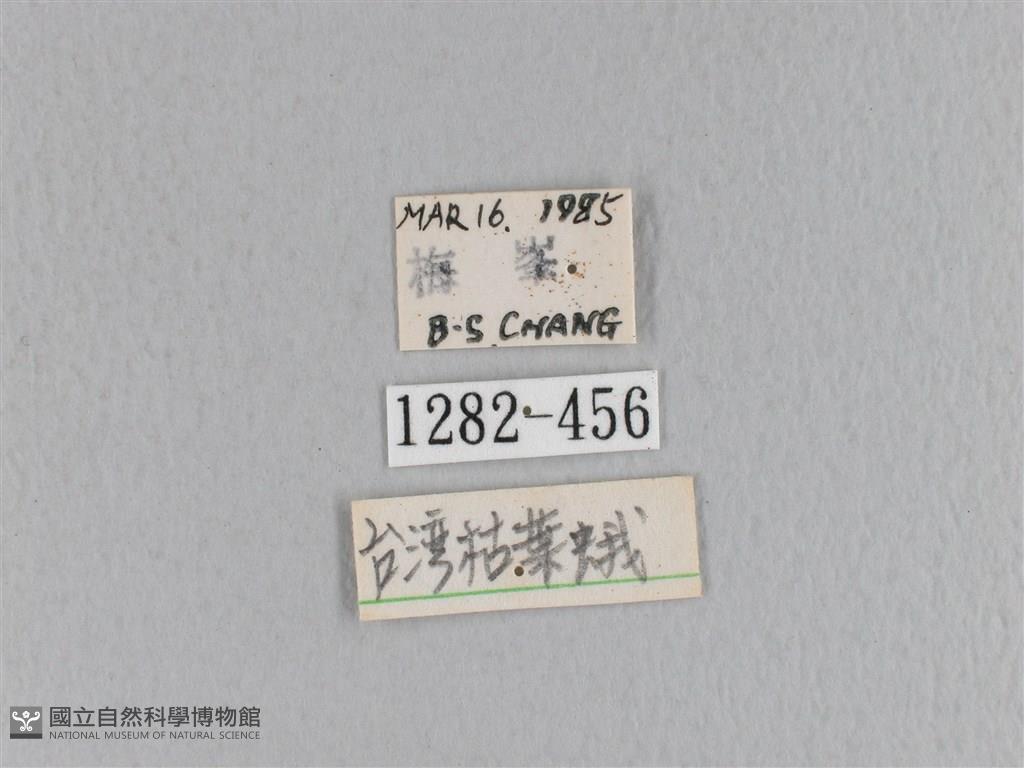 MAR 16. 1985
梅 峯
B-S. CHANG
1282-456
台湾枯葉蛾
國立自然科學博物館
NATIONAL MUSEUM OF NATURAL SCIENCE